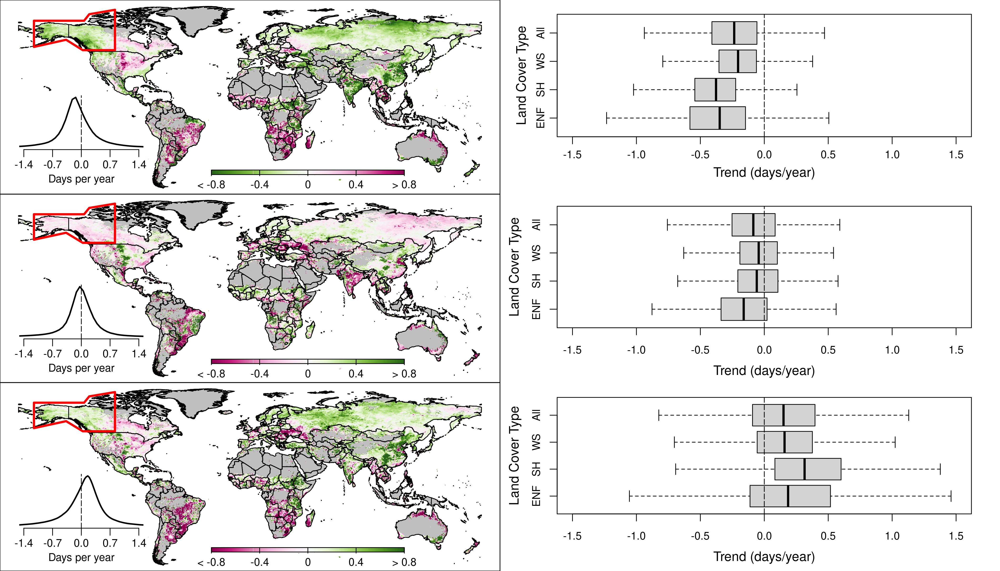 -1.4 -0.7 0.0 0.7 1.4
Days per year
< -0.8 -0.4 0 0.4 > 0.8
Land Cover Type
All
WS
SH
ENF
-1.5 -1.0 -0.5 0.0 0.5 1.0 1.5
Trend (days/year)
-1.4 -0.7 0.0 0.7 1.4
Days per year
< -0.8 -0.4 0 0.4 > 0.8
Land Cover Type
All
WS
SH
ENF
-1.5 -1.0 -0.5 0.0 0.5 1.0 1.5
Trend (days/year)
-1.4 -0.7 0.0 0.7 1.4
Days per year
< -0.8 -0.4 0 0.4 > 0.8
Land Cover Type
All
WS
SH
ENF
-1.5 -1.0 -0.5 0.0 0.5 1.0 1.5
Trend (days/year)